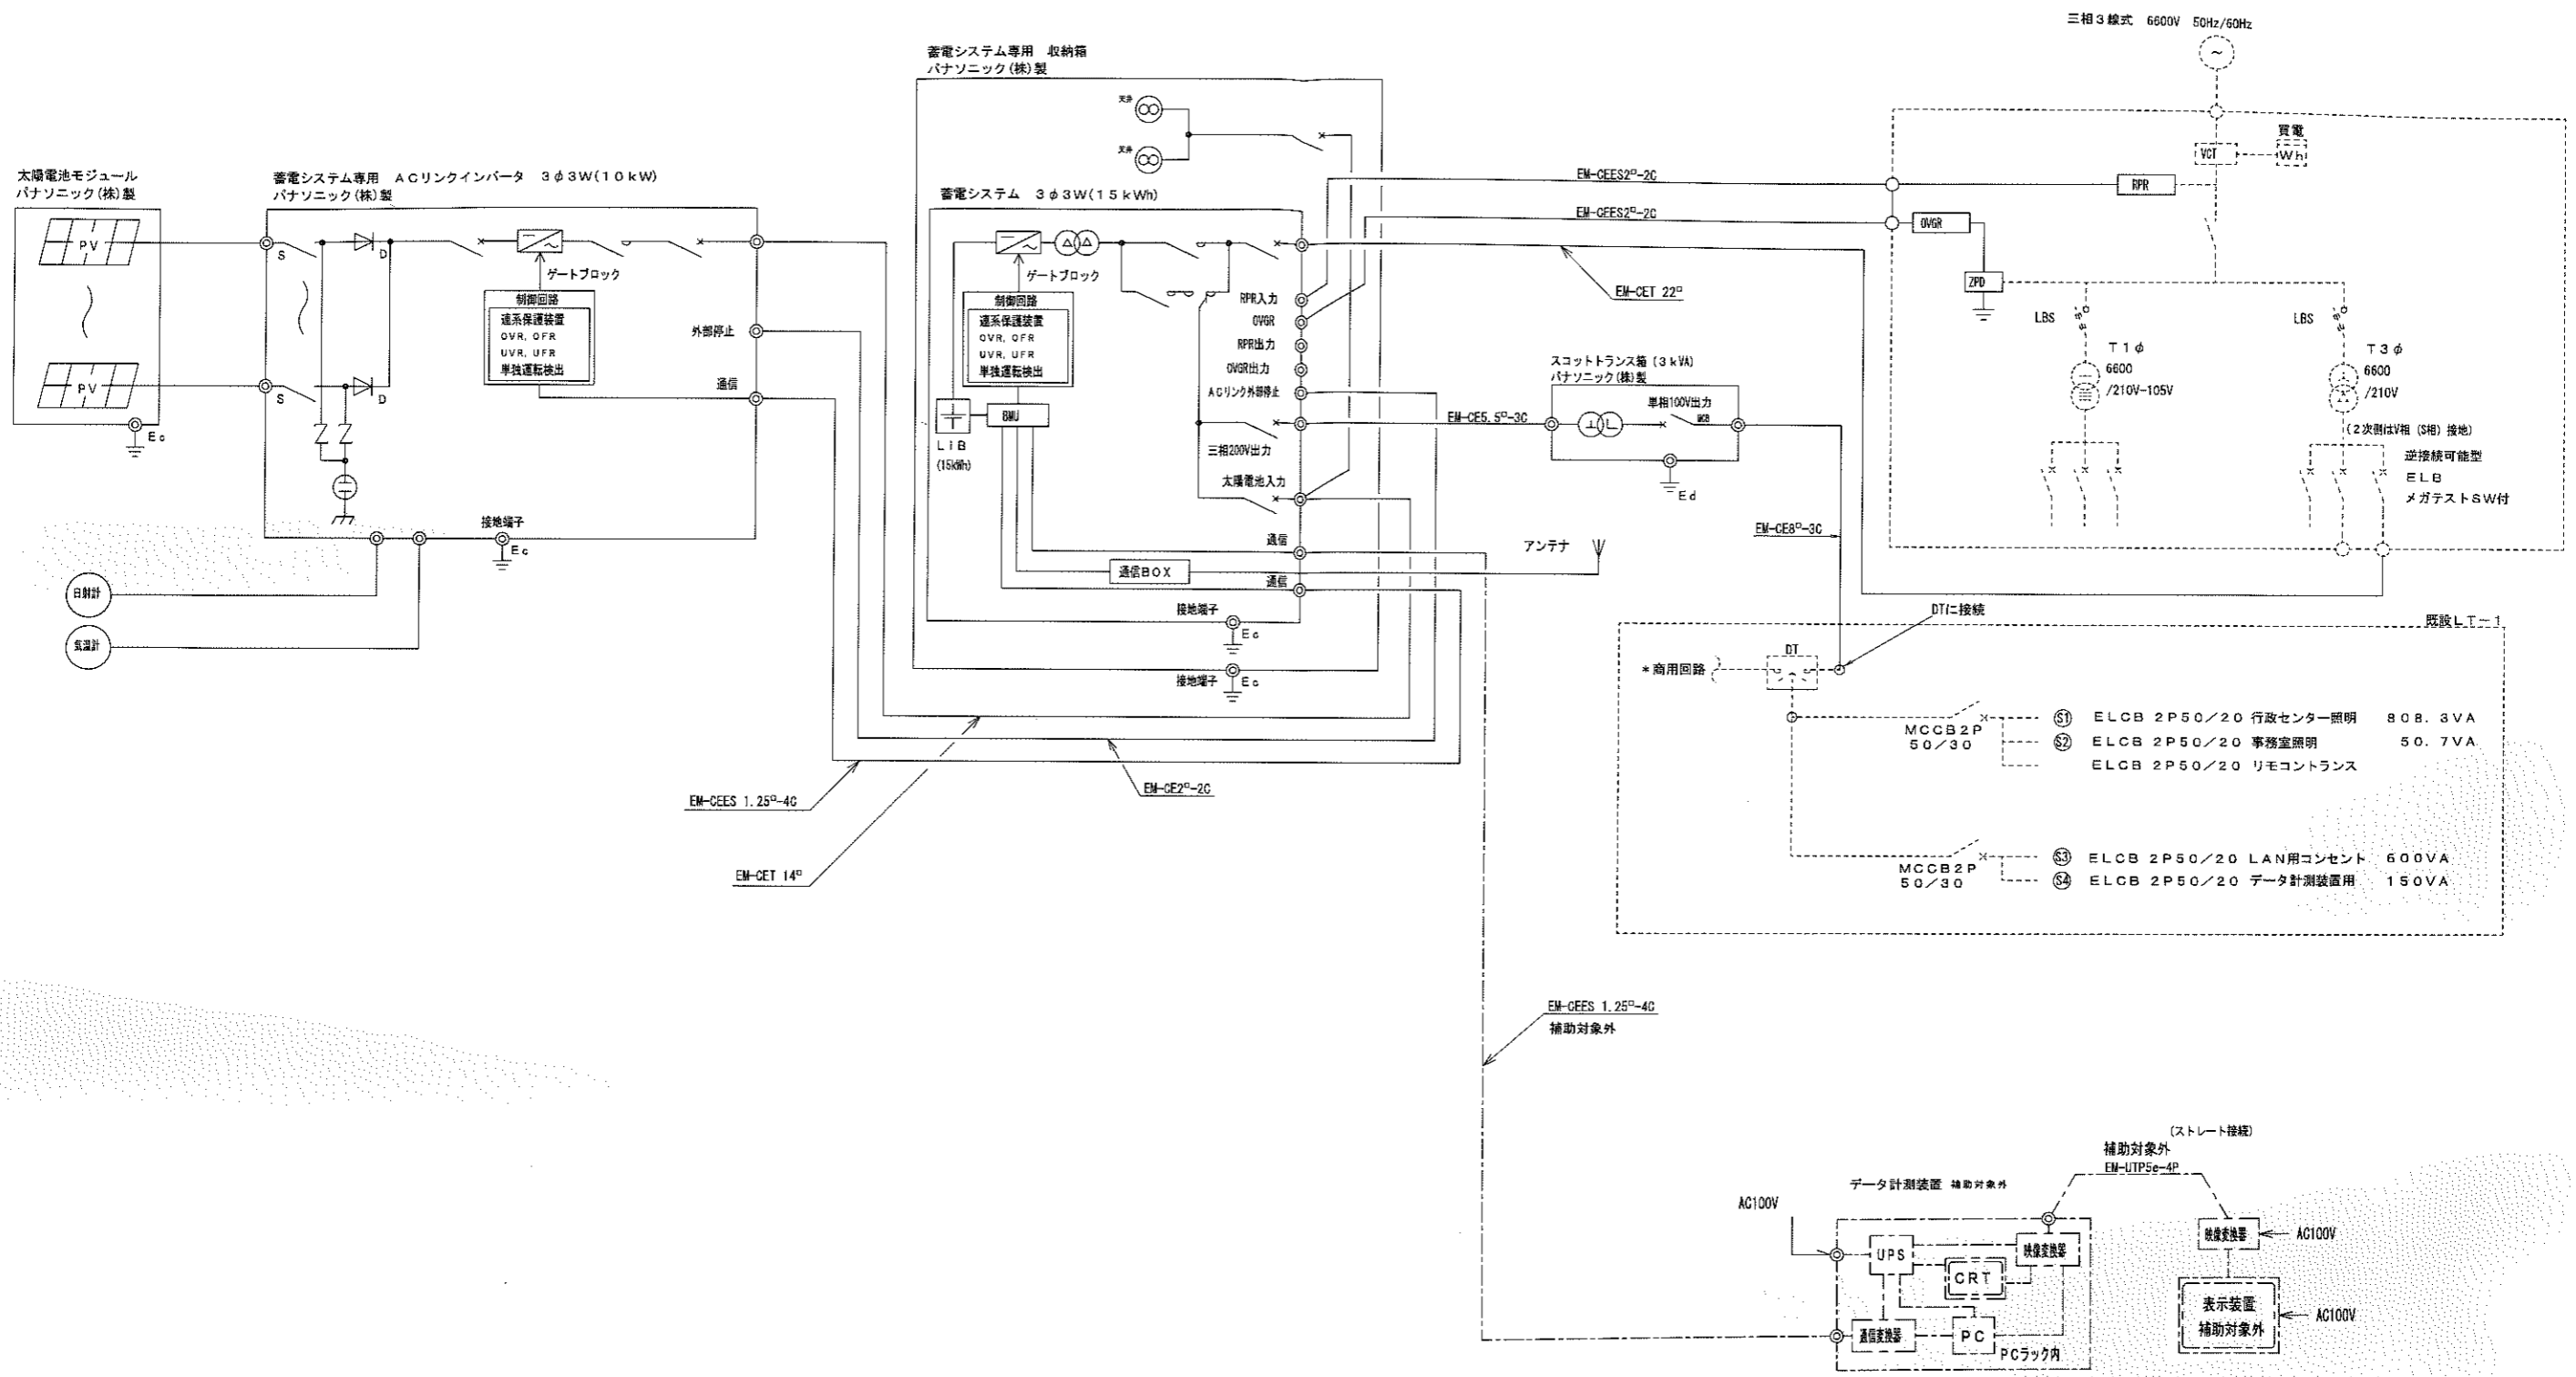 三相3線式 6600V 50Hz/60Hz
蓄電システム専用 収納箱
パナソニック(株)製
天井
天井
買電
VCT
Wh
太陽電池モジュール
パナソニック(株)製
蓄電システム専用 ACリンクインバータ 3φ3W(10kW)
パナソニック(株)製
蓄電システム 3φ3W(15kWh)
EM-CEES2□-2C
RPR
EM-CEES2□-2C
OVGR
PV
S
D
ゲートブロック
ゲートブロック
ZPD
EM-CET 22□
制御回路
連系保護装置
OVR, OFR
UVR, UFR
単独運転検出
制御回路
連系保護装置
OVR, OFR
UVR, UFR
単独運転検出
外部停止
通信
RPR入力
OVGR
RPR出力
OVGR出力
ACリンク外部停止
LBS
LBS
T1φ
6600
/210V-105V
T3φ
6600
/210V
(2次側はV相(S相)接地)
逆接続可能型
ELB
メガテストSW付
スコットトランス箱(3kVA)
パナソニック(株)製
単相100V出力
MCB
EM-CE5.5□-3C
Ed
PV
S
D
Ec
BMU
LiB
(15kWh)
三相200V出力
太陽電池入力
接地端子
Ec
通信
アンテナ
通信BOX
通信
接地端子
Ec
接地端子
Ec
EM-CE8□-3C
日射計
気温計
DTに接続
既設LT-1
DT
*商用回路
MCCB2P
50/30
S1 ELCB 2P50/20 行政センター照明 808.3VA
S2 ELCB 2P50/20 事務室照明 50.7VA
ELCB 2P50/20 リモコントランス
MCCB2P
50/30
S3 ELCB 2P50/20 LAN用コンセント 600VA
S4 ELCB 2P50/20 データ計測装置用 150VA
EM-CEES 1.25□-4C
EM-CE2□-2C
EM-CET 14□
EM-CEES 1.25□-4C
補助対象外
(ストレート接続)
補助対象外
EM-UTP5e-4P
データ計測装置 補助対象外
AC100V
UPS
映像変換器
CRT
通信変換器
PC
PCラック内
映像変換器
AC100V
表示装置
補助対象外
AC100V